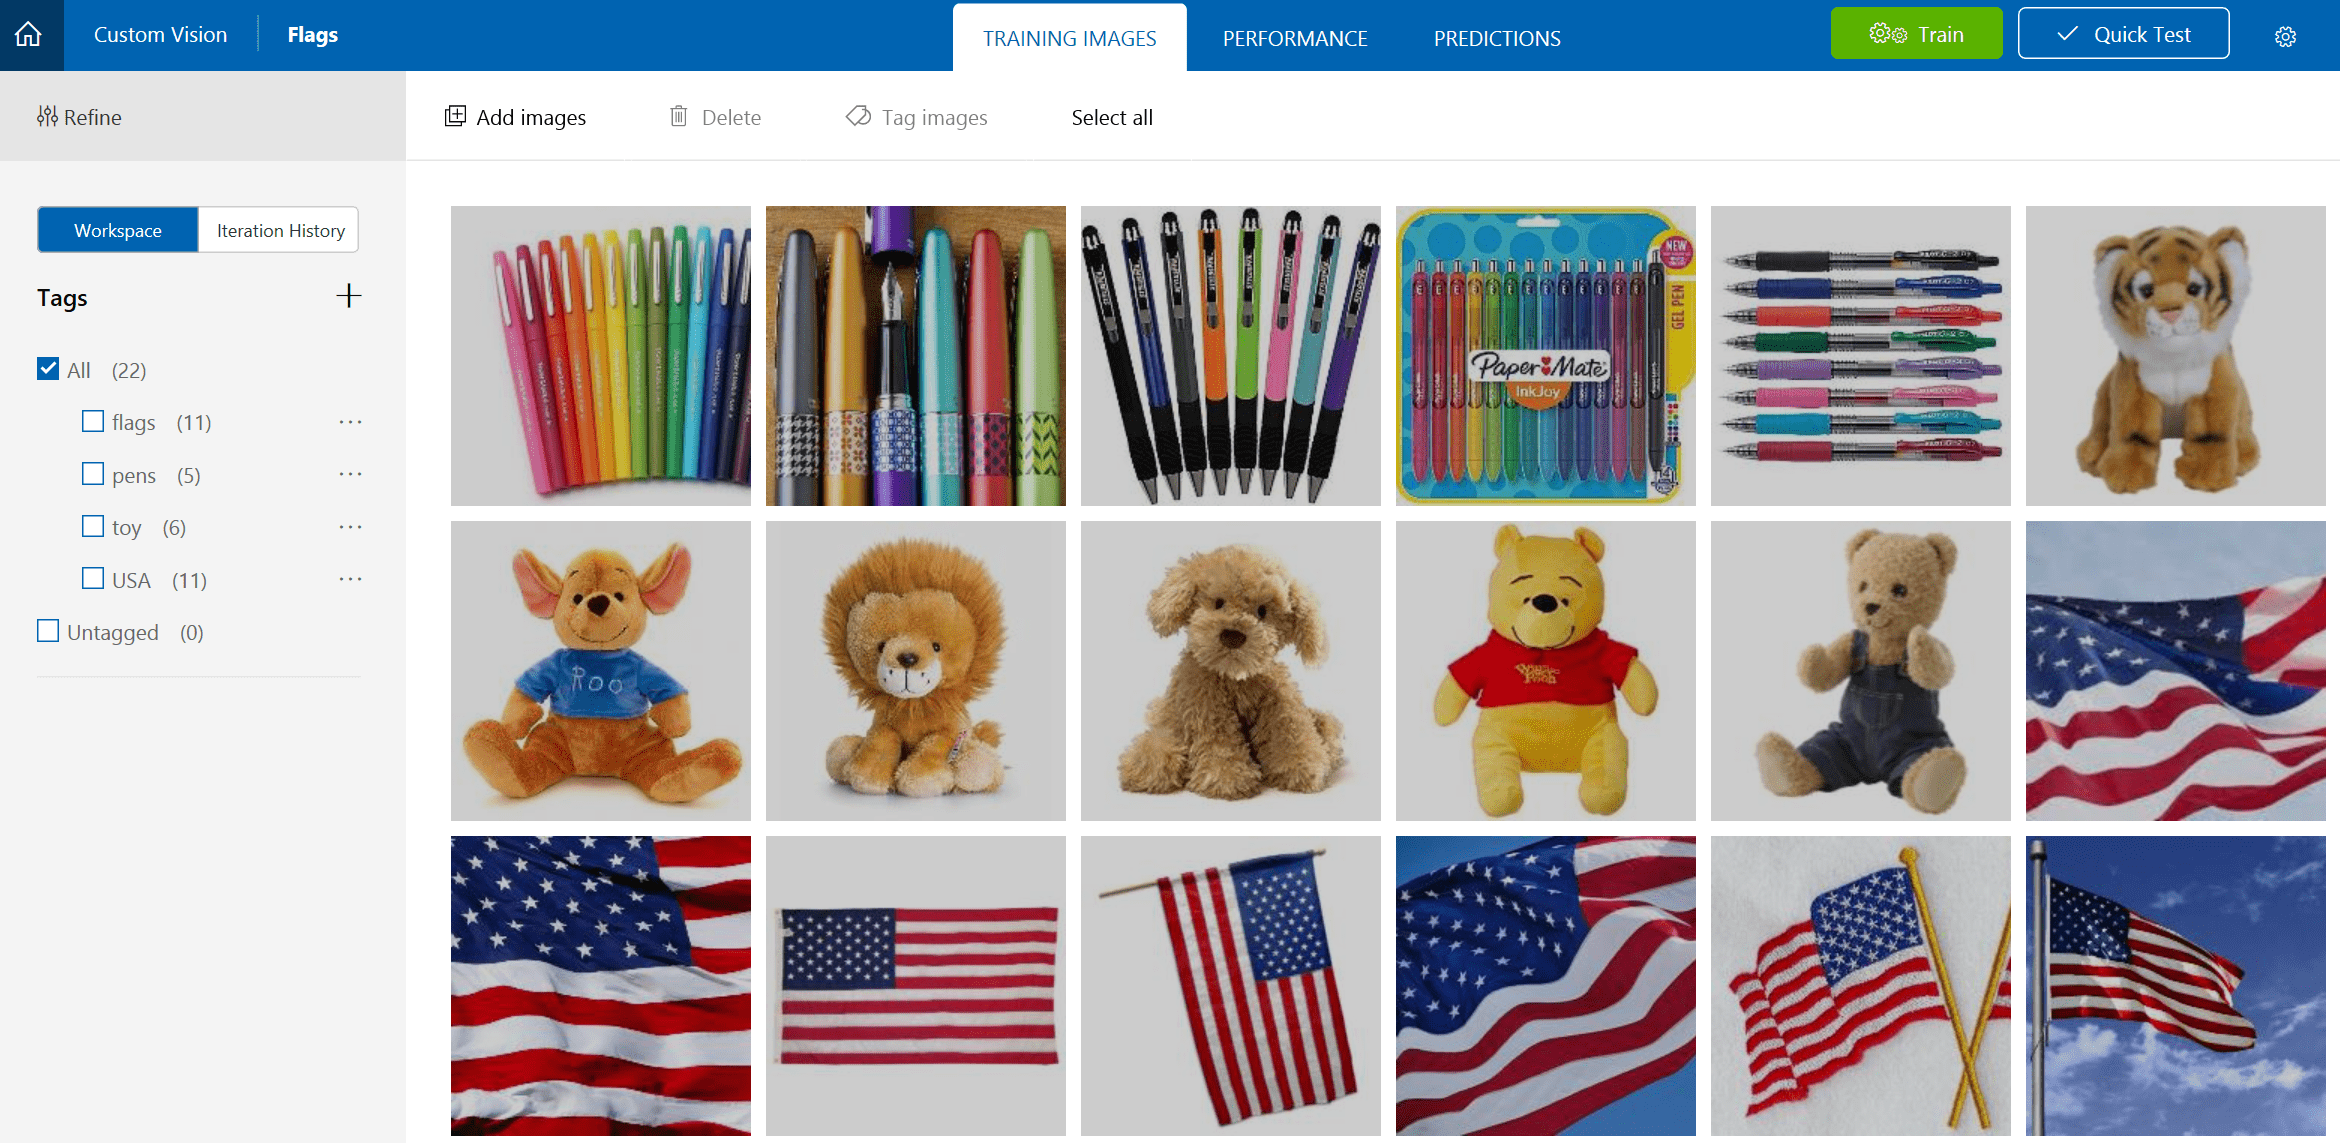 Custom Vision
Flags
TRAINING IMAGES
PERFORMANCE
PREDICTIONS
Train
Quick Test
Refine
Add images
Delete
Tag images
Select all
Workspace
Iteration History
Tags
All (22)
flags (11)
pens (5)
toy (6)
USA (11)
Untagged (0)
NEW
GEL PEN
Paper Mate
InkJoy
Roo